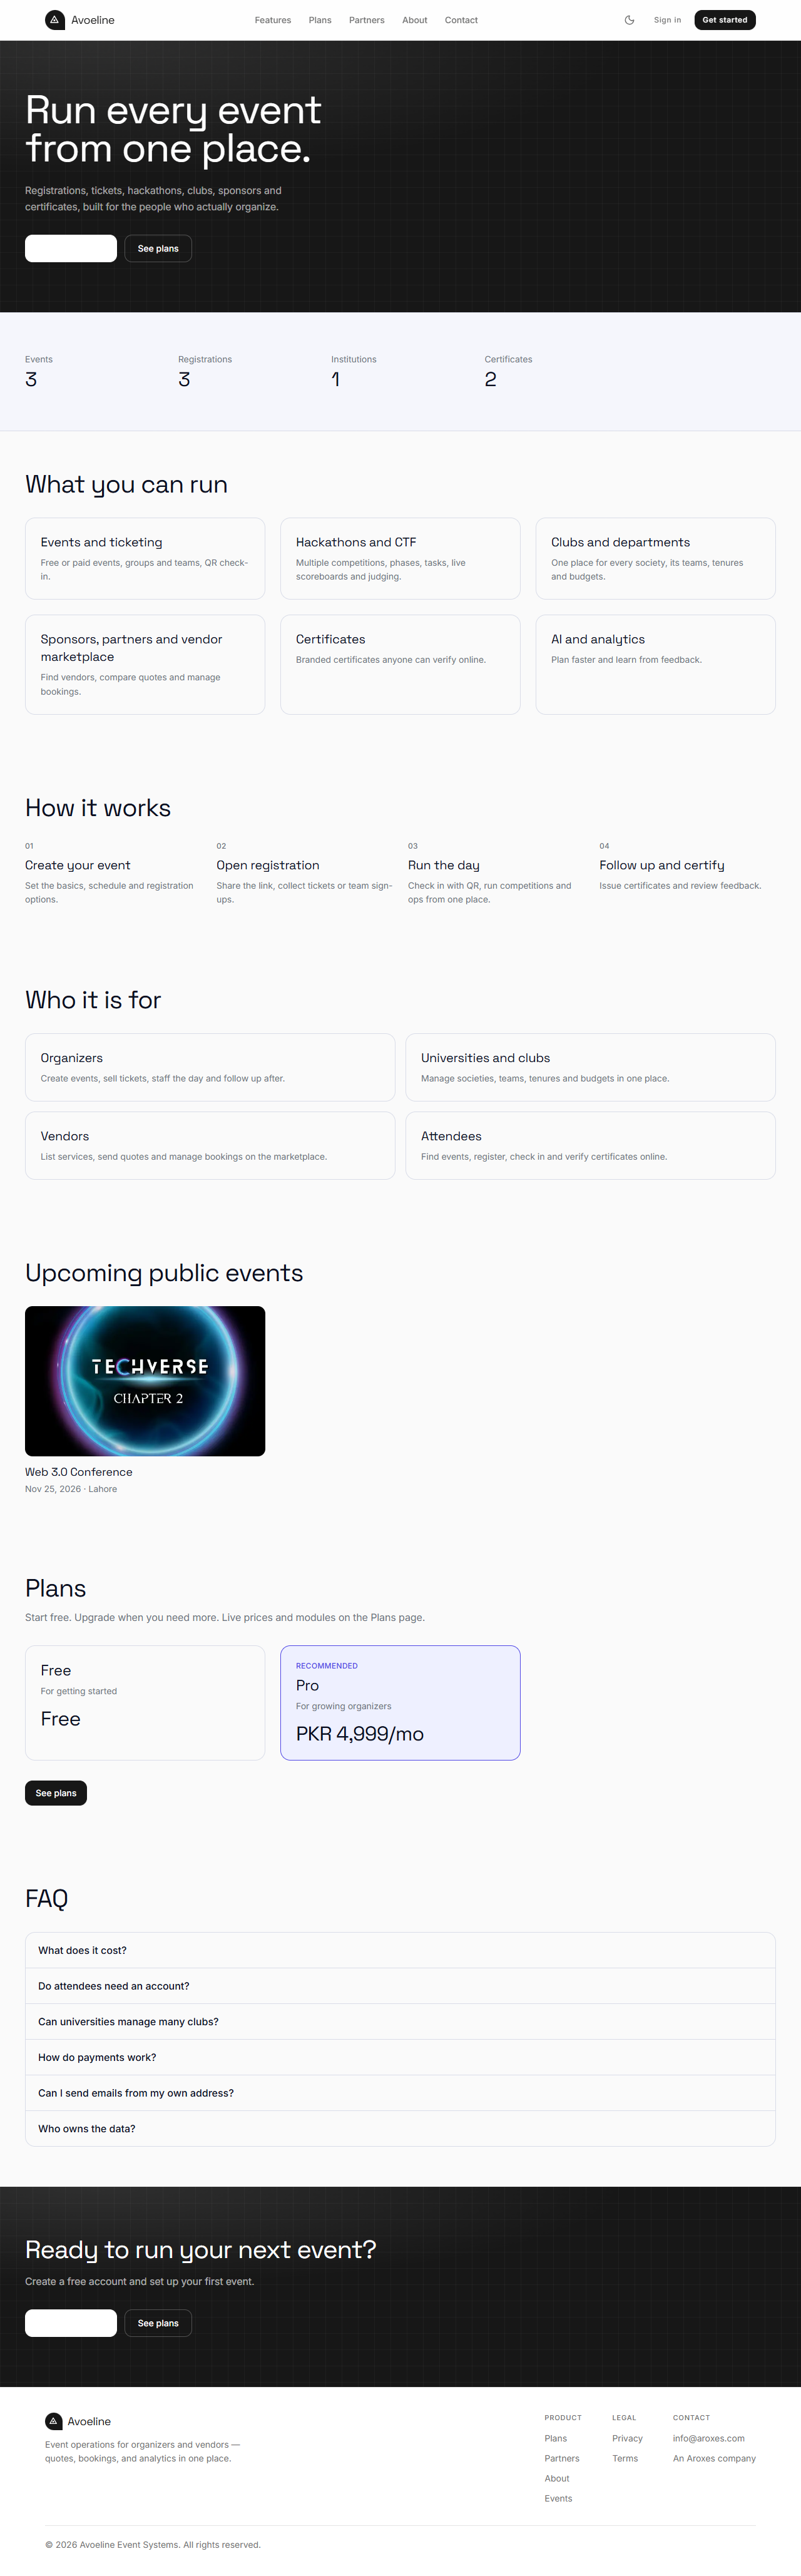 Avoeline
Features
Plans
Partners
About
Contact
Sign in
Get started
Run every event
from one place.
Registrations, tickets, hackathons, clubs, sponsors and
certificates, built for the people who actually organize.
See plans
Events
3
Registrations
3
Institutions
1
Certificates
2
What you can run
Events and ticketing
Free or paid events, groups and teams, QR check-
in.
Hackathons and CTF
Multiple competitions, phases, tasks, live
scoreboards and judging.
Clubs and departments
One place for every society, its teams, tenures
and budgets.
Sponsors, partners and vendor
marketplace
Find vendors, compare quotes and manage
bookings.
Certificates
Branded certificates anyone can verify online.
AI and analytics
Plan faster and learn from feedback.
How it works
01
Create your event
Set the basics, schedule and registration
options.
02
Open registration
Share the link, collect tickets or team sign-
ups.
03
Run the day
Check in with QR, run competitions and
ops from one place.
04
Follow up and certify
Issue certificates and review feedback.
Who it is for
Organizers
Create events, sell tickets, staff the day and follow up after.
Universities and clubs
Manage societies, teams, tenures and budgets in one place.
Vendors
List services, send quotes and manage bookings on the marketplace.
Attendees
Find events, register, check in and verify certificates online.
Upcoming public events
TECHVERSE
CHAPTER 2
Web 3.0 Conference
Nov 25, 2026 · Lahore
Plans
Start free. Upgrade when you need more. Live prices and modules on the Plans page.
Free
For getting started
Free
RECOMMENDED
Pro
For growing organizers
PKR 4,999/mo
See plans
FAQ
What does it cost?
Do attendees need an account?
Can universities manage many clubs?
How do payments work?
Can I send emails from my own address?
Who owns the data?
Ready to run your next event?
Create a free account and set up your first event.
See plans
Avoeline
Event operations for organizers and vendors —
quotes, bookings, and analytics in one place.
PRODUCT
Plans
Partners
About
Events
LEGAL
Privacy
Terms
CONTACT
info@aroxes.com
An Aroxes company
© 2026 Avoeline Event Systems. All rights reserved.